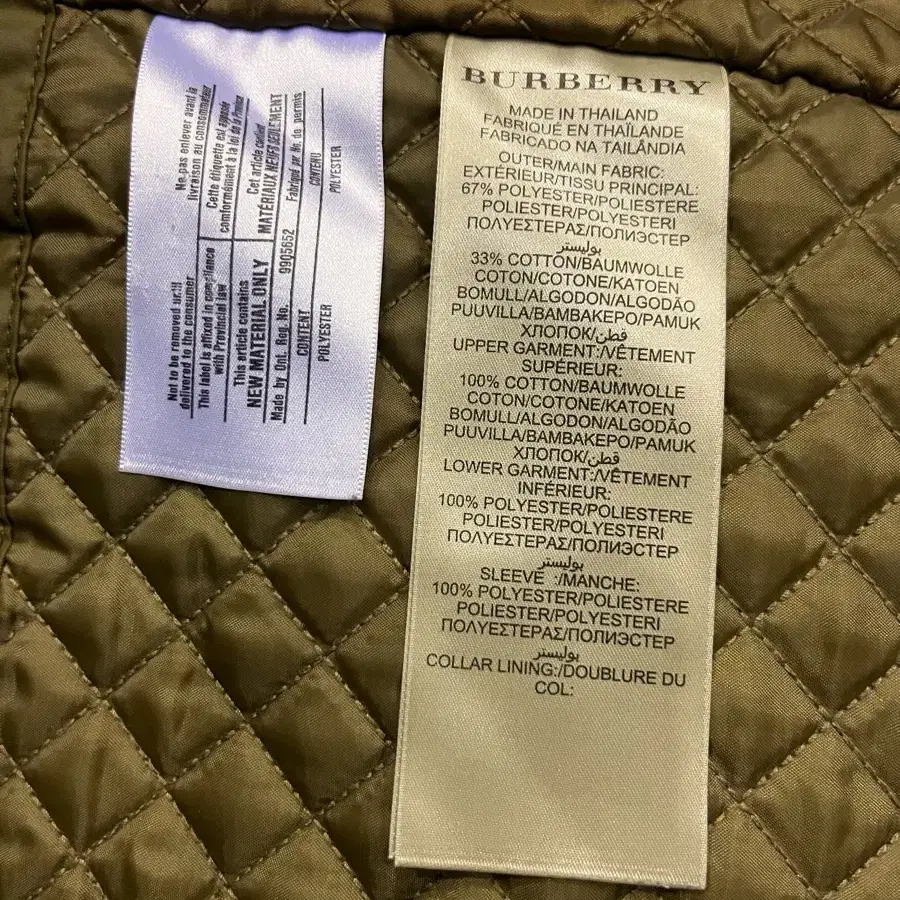 Ne pas enlever avant la
livraison au consommateur
Cette étiquette est apposée
conformément à la loi de la Province
Cet article contient
MATÉRIAUX NEUFS SEULEMENT
Fabriqué par No. de permis
CONTENU
POLYESTER
Not to be removed until
delivered to the consumer
This label is affixed in compliance
with Provincial law
This article contains
NEW MATERIAL ONLY
Made by Ont. Reg. No. 9905652
CONTENT
POLYESTER
BURBERRY
MADE IN THAILAND
FABRIQUÉ EN THAÏLANDE
FABRICADO NA TAILÂNDIA
OUTER/MAIN FABRIC:
EXTÉRIEUR/TISSU PRINCIPAL:
67% POLYESTER/POLIESTERE
POLIESTER/POLYESTERI
ΠΟΛΥΕΣΤΕΡΑΣ/ПОЛИЭСТЕР
بوليستر
33% COTTON/BAUMWOLLE
COTON/COTONE/KATOEN
BOMULL/ALGODON/ALGODÃO
PUUVILLA/BAMBAKEPO/PAMUK
ХЛОПОК/قطن
UPPER GARMENT:/VÊTEMENT
SUPÉRIEUR:
100% COTTON/BAUMWOLLE
COTON/COTONE/KATOEN
BOMULL/ALGODON/ALGODÃO
PUUVILLA/BAMBAKEPO/PAMUK
ХЛОПОК/قطن
LOWER GARMENT:/VÊTEMENT
INFÉRIEUR:
100% POLYESTER/POLIESTERE
POLIESTER/POLYESTERI
ΠΟΛΥΕΣΤΕΡΑΣ/ПОЛИЭСТЕР
بوليستر
SLEEVE :/MANCHE:
100% POLYESTER/POLIESTERE
POLIESTER/POLYESTERI
ΠΟΛΥΕΣΤΕΡΑΣ/ПОЛИЭСТЕР
بوليستر
COLLAR LINING:/DOUBLURE DU
COL: